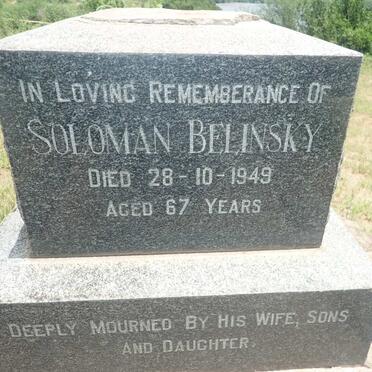 IN LOVING REMEMBERANCE OF
SOLOMAN BELINSKY
DIED 28-10-1949
AGED 67 YEARS
DEEPLY MOURNED BY HIS WIFE, SONS
AND DAUGHTER.